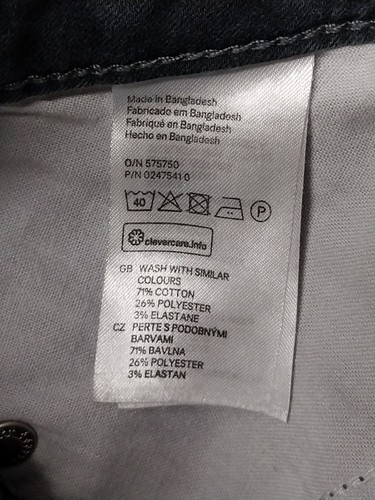 Made in Bangladesh
Fabricado em Bangladesh
Fabriqué en Bangladesh
Hecho en Bangladesh
O/N 575750
P/N 0247541 0
40 P
clevercare.info
GB WASH WITH SIMILAR
COLOURS
71% COTTON
26% POLYESTER
3% ELASTANE
CZ PERTE S PODOBNÝMI
BARVAMI
71% BAVLNA
26% POLYESTER
3% ELASTAN